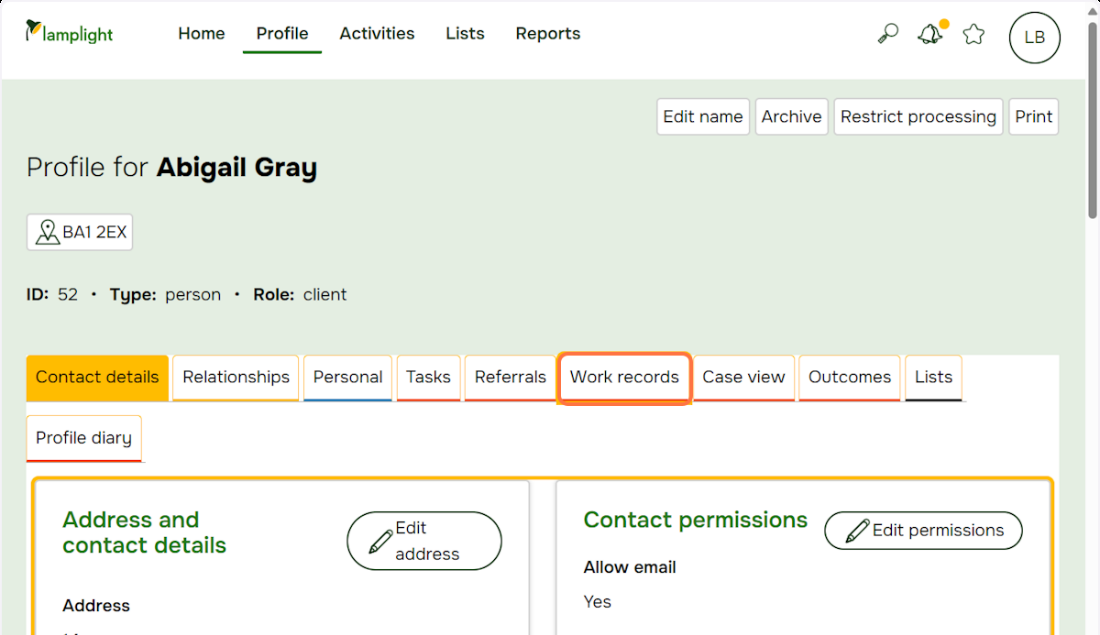 lamplight
Home Profile Activities Lists Reports
LB
Edit name Archive Restrict processing Print
Profile for Abigail Gray
BA1 2EX
ID: 52 • Type: person • Role: client
Contact details Relationships Personal Tasks Referrals Work records Case view Outcomes Lists
Profile diary
Address and
contact details
Edit
address
Address
Contact permissions
Edit permissions
Allow email
Yes